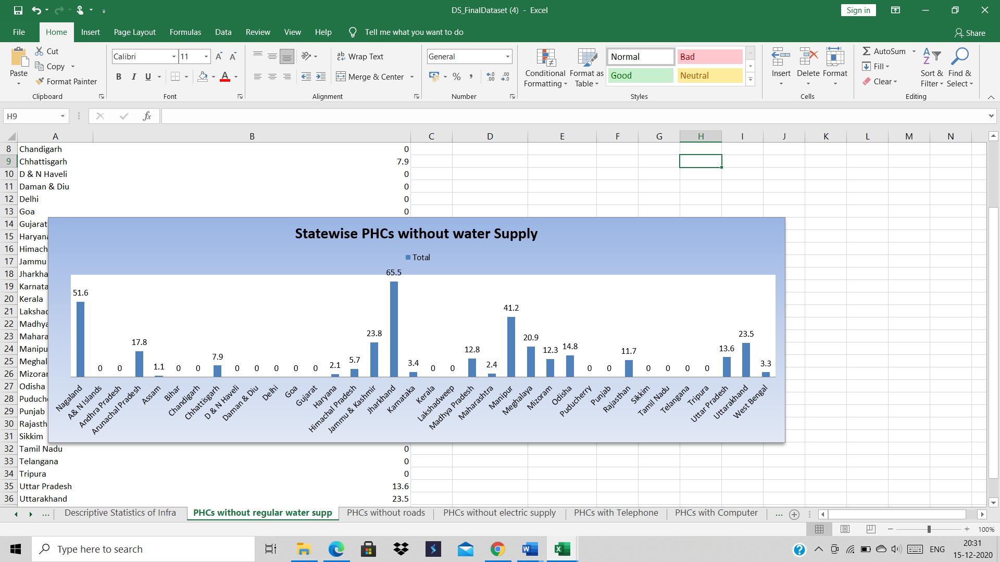 DS_FinalDataset (4) - Excel
Sign in
File Home Insert Page Layout Formulas Data Review View Help Tell me what you want to do Share
Paste
Cut
Copy
Format Painter
Clipboard
Calibri 11
B I U
Font
Wrap Text
Merge & Center
Alignment
General
Number
Conditional Formatting
Format as Table
Normal Bad
Good Neutral
Styles
Insert Delete Format
Cells
AutoSum
Fill
Clear
Sort & Filter
Find & Select
Editing
H9 fx
A B C D E F G H I J K L M N
8 Chandigarh 0
9 Chhattisgarh 7.9
10 D & N Haveli 0
11 Daman & Diu 0
12 Delhi 0
13 Goa 0
14 Gujarat
15 Haryana
16 Himach
17 Jammu
18 Jharkha
19 Karnata
20 Kerala
21 Lakshad
22 Madhya
23 Mahara
24 Manipu
25 Meghal
26 Mizorar
27 Odisha
28 Puduche
29 Punjab
30 Rajasth
31 Sikkim
32 Tamil Nadu 0
33 Telangana 0
34 Tripura 0
35 Uttar Pradesh 13.6
36 Uttarakhand 23.5
Statewise PHCs without water Supply
Total
51.6 0 0 17.8 1.1 0 0 7.9 0 0 0 0 0 2.1 5.7 23.8 65.5 3.4 0 0 12.8 2.4 41.2 20.9 12.3 14.8 0 0 11.7 0 0 0 0 13.6 23.5 3.3
Nagaland
A& N Islands
Andhra Pradesh
Arunachal Pradesh
Assam
Bihar
Chandigarh
Chhattisgarh
D & N Haveli
Daman & Diu
Delhi
Goa
Gujarat
Haryana
Himachal Pradesh
Jammu & Kashmir
Jharkhand
Karnataka
Kerala
Lakshadweep
Madhya Pradesh
Maharashtra
Manipur
Meghalaya
Mizoram
Odisha
Puducherry
Punjab
Rajasthan
Sikkim
Tamil Nadu
Telangana
Tripura
Uttar Pradesh
Uttarakhand
West Bengal
... Descriptive Statistics of Infra PHCs without regular water supp PHCs without roads PHCs without electric supply PHCs with Telephone PHCs with Computer ...
100%
Type here to search
ENG
20:31
15-12-2020